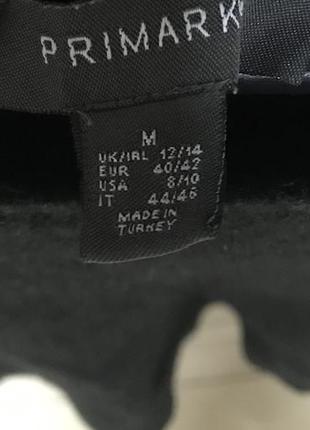 PRIMARK
M
UK/IRL 12/14
EUR 40/42
USA 8/10
IT 44/46
MADE IN
TURKEY